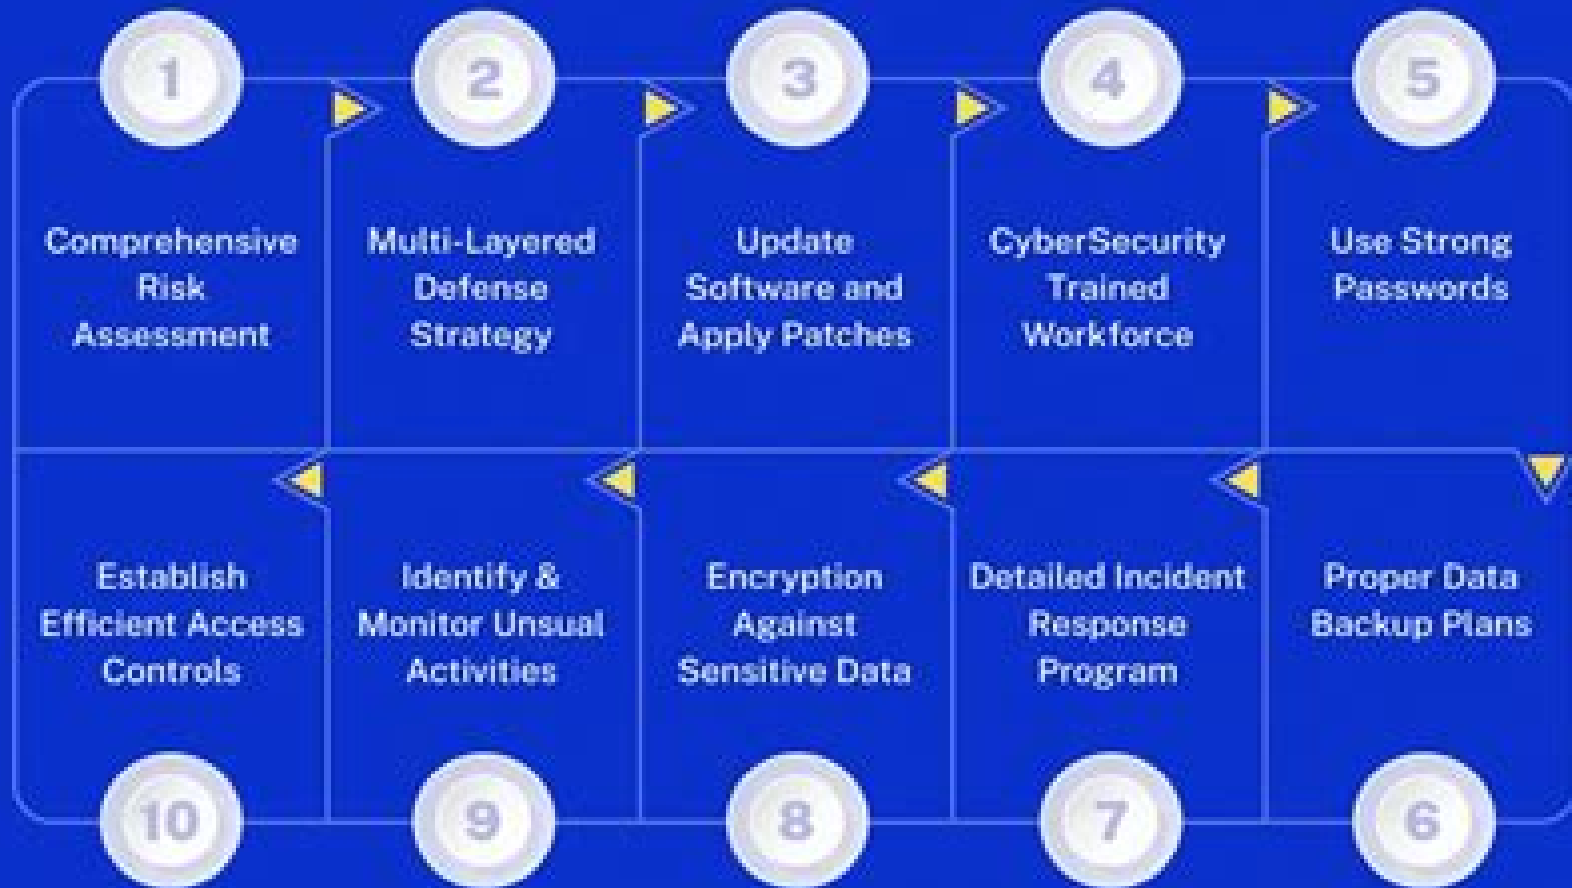 1
Comprehensive
Risk
Assessment
2
Multi-Layered
Defense
Strategy
3
Update
Software and
Apply Patches
4
CyberSecurity
Trained
Workforce
5
Use Strong
Passwords
Proper Data
Backup Plans
6
Detailed Incident
Response
Program
7
Encryption
Against
Sensitive Data
8
Identify &
Monitor Unsual
Activities
9
Establish
Efficient Access
Controls
10